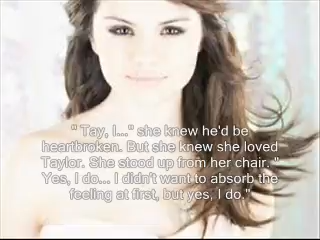 " Tay, I..." she knew he'd be
heartbroken. But she knew she loved
Taylor. She stood up from her chair. "
Yes, I do... I didn't want to absorb the
feeling at first, but yes, I do."